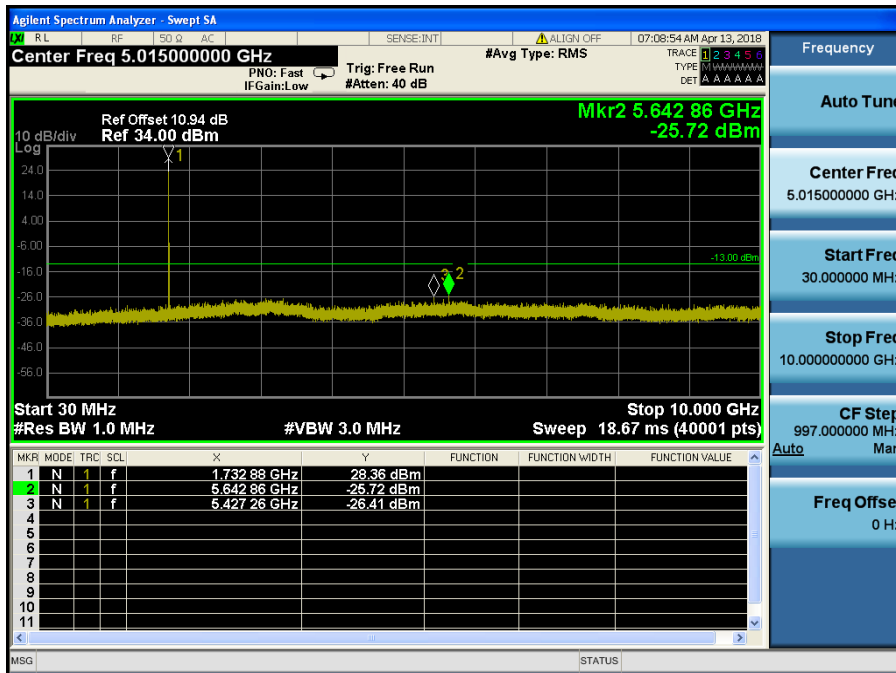 Agilent Spectrum Analyzer - Swept SA
LXI RL RF 50 Ω AC SENSE:INT ALIGN OFF 07:08:54 AM Apr 13, 2018
Center Freq 5.015000000 GHz #Avg Type: RMS TRACE 1 2 3 4 5 6
PNO: Fast Trig: Free Run TYPE M WWWWW
IFGain:Low #Atten: 40 dB DET A A A A A A
Frequency
Auto Tune
Center Freq
5.015000000 GHz
Start Freq
30.000000 MHz
Stop Freq
10.000000000 GHz
CF Step
997.000000 MHz
Auto Man
Freq Offset
0 Hz
Mkr2 5.642 86 GHz
-25.72 dBm
Ref Offset 10.94 dB
10 dB/div Ref 34.00 dBm
Log
1
24.0
14.0
4.00
-6.00
-13.00 dBm
-16.0
3 2
-26.0
-36.0
-46.0
-56.0
Start 30 MHz Stop 10.000 GHz
#Res BW 1.0 MHz #VBW 3.0 MHz Sweep 18.67 ms (40001 pts)
MKR MODE TRC SCL X Y FUNCTION FUNCTION WIDTH FUNCTION VALUE
1 N 1 f 1.732 88 GHz 28.36 dBm
2 N 1 f 5.642 86 GHz -25.72 dBm
3 N 1 f 5.427 26 GHz -26.41 dBm
4
5
6
7
8
9
10
11
MSG STATUS